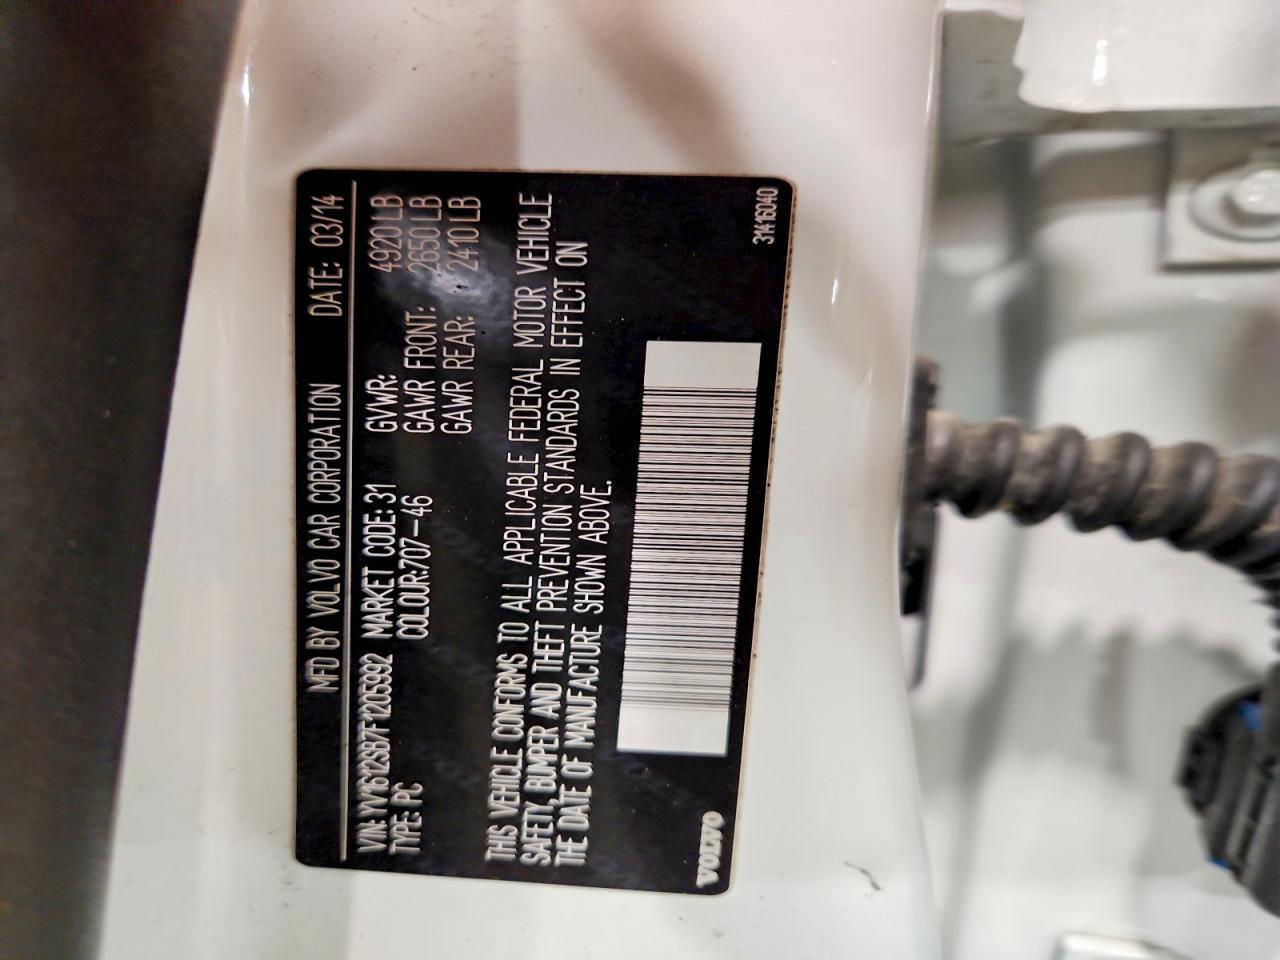 MFD BY VOLVO CAR CORPORATION DATE: 03/14
VIN: YV1612SB7F1205992 MARKET CODE: 31 GVWR: 4920 LB
TYPE: PC COLOUR:707-46 GAWR FRONT: 2650 LB
GAWR REAR: 2410 LB
THIS VEHICLE CONFORMS TO ALL APPLICABLE FEDERAL MOTOR VEHICLE
SAFETY, BUMPER AND THEFT PREVENTION STANDARDS IN EFFECT ON
THE DATE OF MANUFACTURE SHOWN ABOVE.
VOLVO 31416040